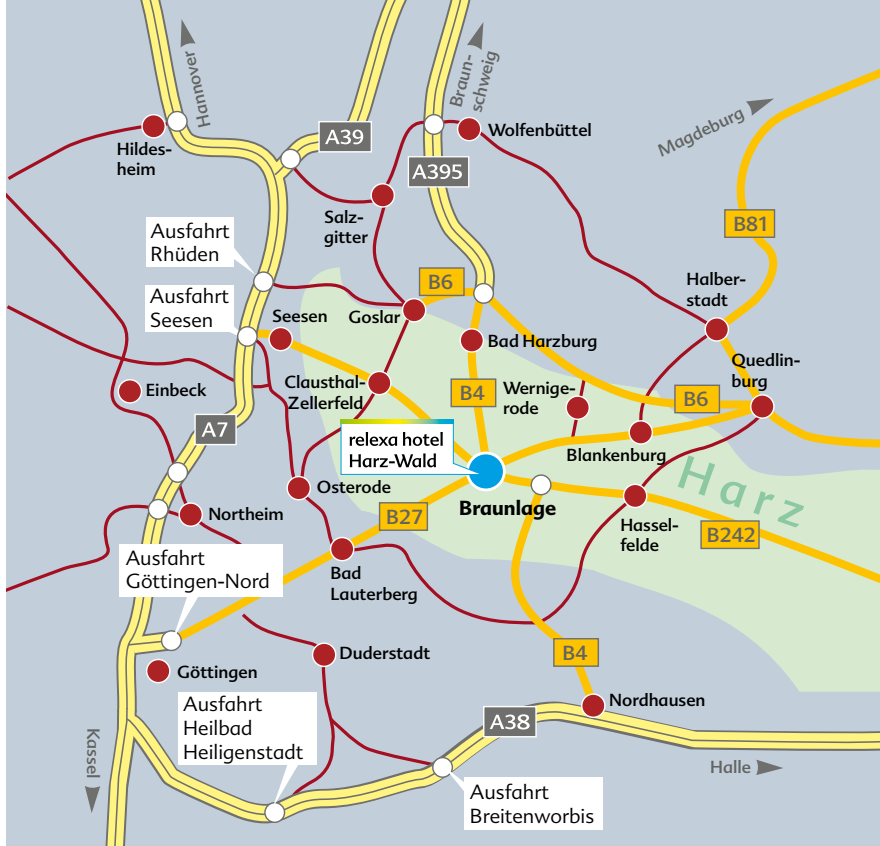 Hannover
Braun-
schweig
Magdeburg
A39
Hildes-
heim
Wolfenbüttel
A395
Salz-
gitter
B81
Ausfahrt
Rhüden
B6
Halber-
stadt
Ausfahrt
Seesen
Seesen
Goslar
Bad Harzburg
Quedlin-
burg
Einbeck
Clausthal-
Zellerfeld
B4
Wernige-
rode
B6
A7
relexa hotel
Harz-Wald
Blankenburg
Harz
Osterode
Braunlage
Northeim
B27
Hassel-
felde
B242
Ausfahrt
Göttingen-Nord
Bad
Lauterberg
Göttingen
Duderstadt
B4
Nordhausen
Ausfahrt
Heilbad
Heiligenstadt
A38
Kassel
Halle
Ausfahrt
Breitenworbis